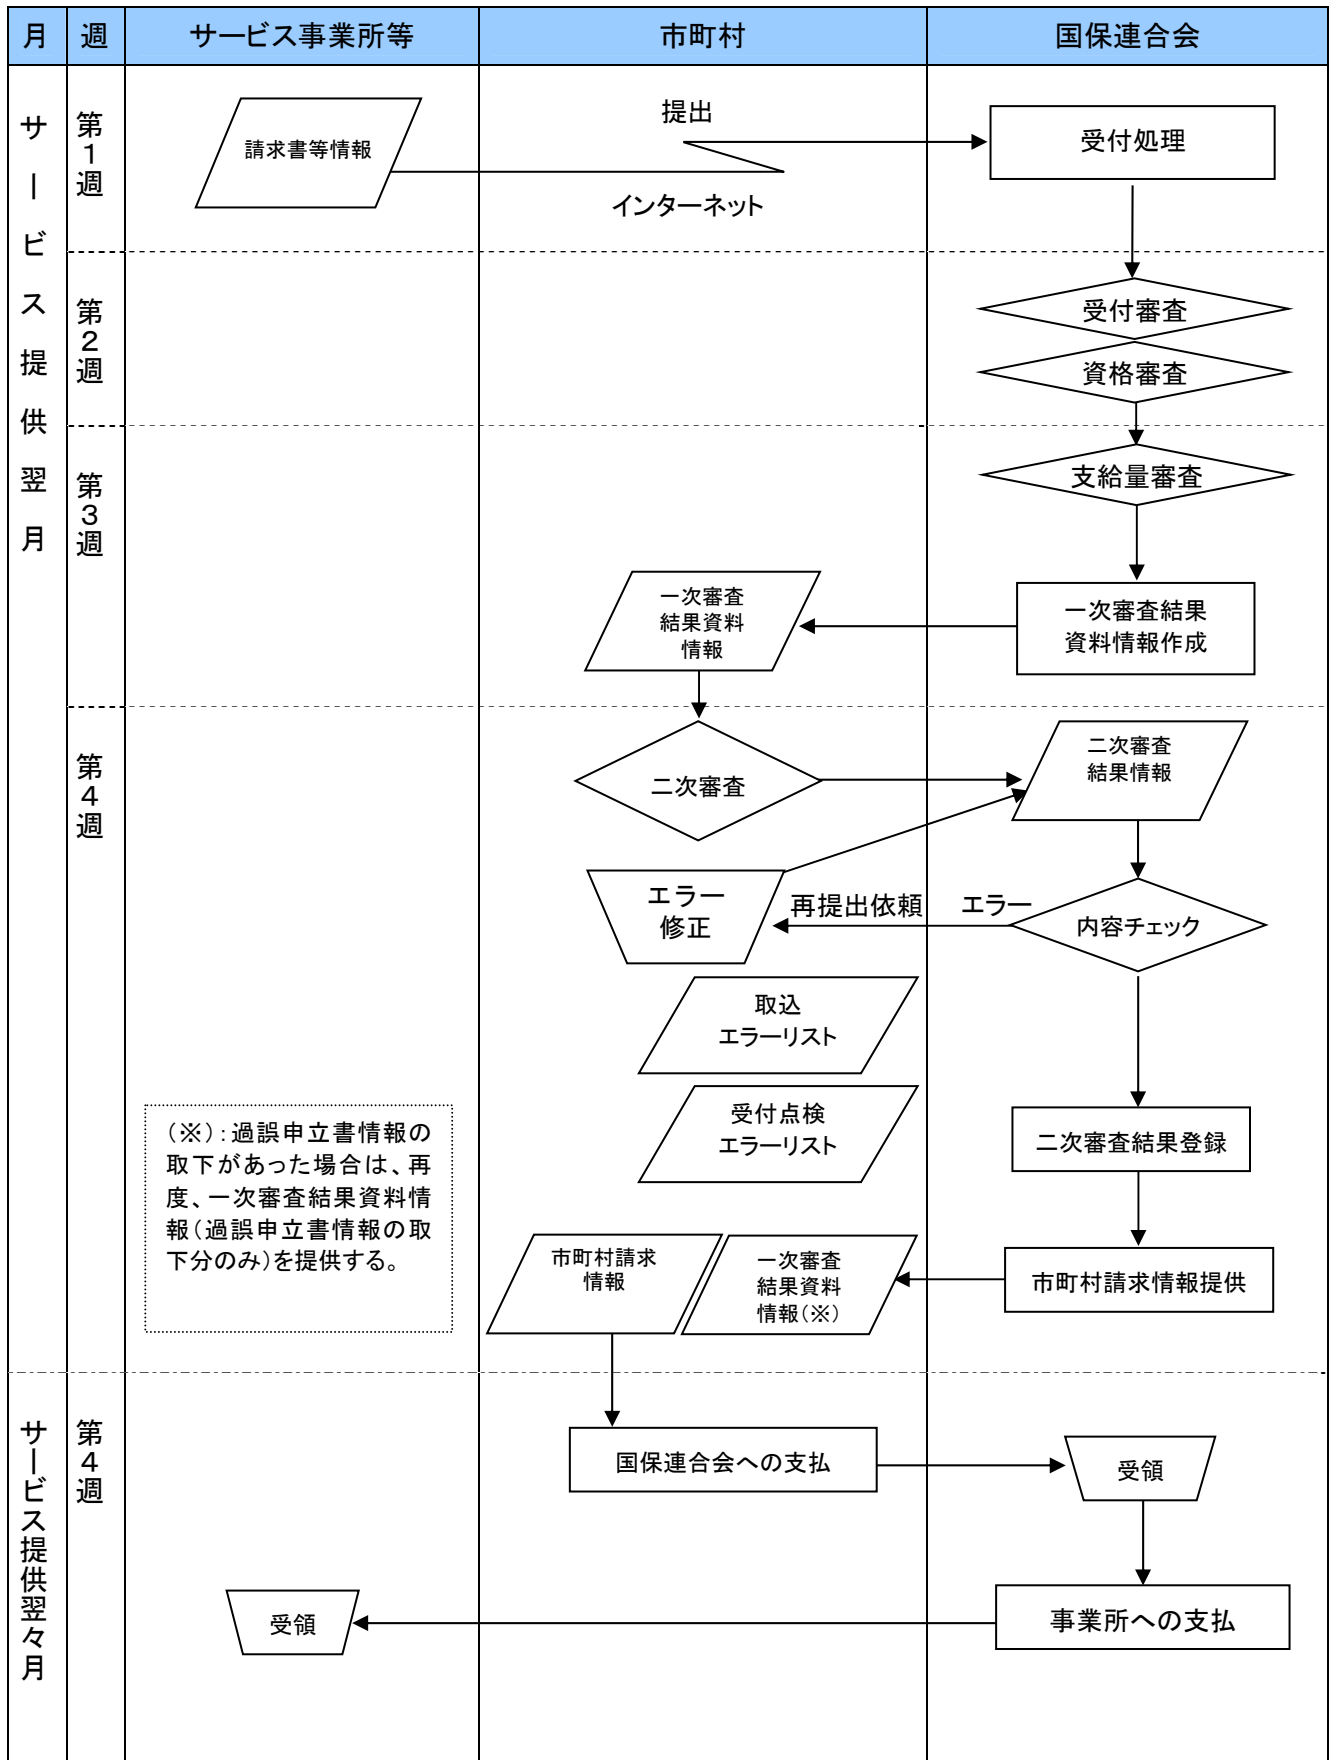 月
週
サービス事業所等
市町村
国保連合会
サービス提供翌月
第1週
請求書等情報
提出
インターネット
受付処理
第2週
受付審査
資格審査
第3週
支給量審査
一次審査
結果資料
情報
一次審査結果
資料情報作成
第4週
二次審査
二次審査
結果情報
エラー
修正
再提出依頼
エラー
内容チェック
取込
エラーリスト
受付点検
エラーリスト
二次審査結果登録
(※):過誤申立書情報の
取下があった場合は、再
度、一次審査結果資料情
報(過誤申立書情報の取
下分のみ)を提供する。
市町村請求
情報
一次審査
結果資料
情報(※)
市町村請求情報提供
サービス提供翌々月
第4週
国保連合会への支払
受領
受領
事業所への支払